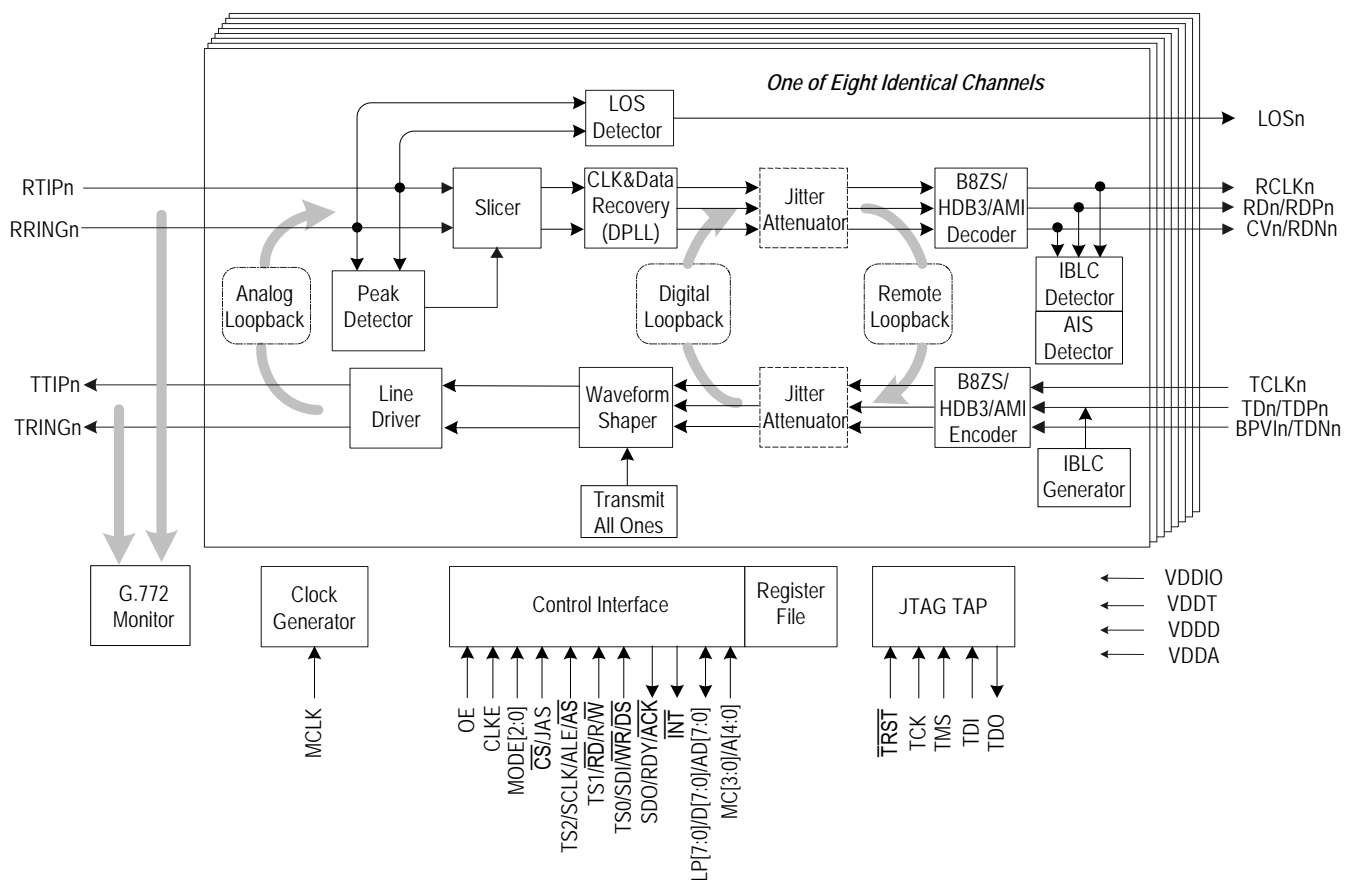 One of Eight Identical Channels
LOS
Detector
LOSn
RTIPn
RRINGn
Slicer
CLK&Data
Recovery
(DPLL)
Jitter
Attenuator
B8ZS/
HDB3/AMI
Decoder
RCLKn
RDn/RDPn
CVn/RDNn
Analog
Loopback
Peak
Detector
Digital
Loopback
Remote
Loopback
IBLC
Detector
AIS
Detector
TTIPn
TRINGn
Line
Driver
Waveform
Shaper
Jitter
Attenuator
B8ZS/
HDB3/AMI
Encoder
TCLKn
TDn/TDPn
BPVIn/TDNn
Transmit
All Ones
IBLC
Generator
G.772
Monitor
Clock
Generator
Control Interface
Register
File
JTAG TAP
VDDIO
VDDT
VDDD
VDDA
MCLK
OE
CLKE
MODE[2:0]
CS/JAS
TS2/SCLK/ALE/AS
TS1/RD/R/W
TS0/SDI/WR/DS
SDO/RDY/ACK
INT
LP[7:0]/D[7:0]/AD[7:0]
MC[3:0]/A[4:0]
TRST
TCK
TMS
TDI
TDO